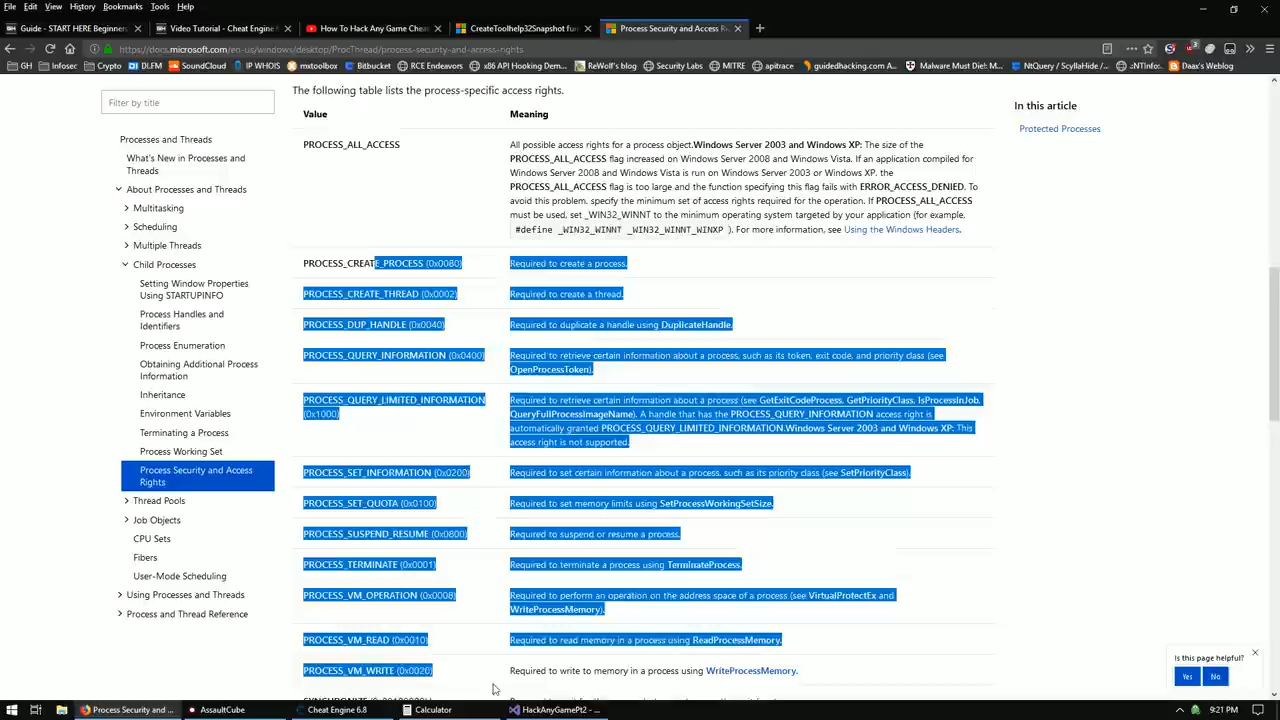 File Edit View History Bookmarks Tools Help
Guide - START HERE Beginners
Video Tutorial - Cheat Engine
How To Hack Any Game Cheat
CreateToolhelp32Snapshot fun
Process Security and Access Ri
https://docs.microsoft.com/en-us/windows/desktop/ProcThread/process-security-and-access-rights
GH Infosec Crypto DLFM SoundCloud IP WHOIS mxtoolbox Bitbucket RCE Endeavors x86 API Hooking Dem... ReWolf's blog Security Labs MITRE apitrace guidedhacking.com A... Malware Must Die!: M... NtQuery / ScyllaHide /... ::NTInfo. Daax's Weblog
Filter by title
Processes and Threads
What's New in Processes and
Threads
About Processes and Threads
Multitasking
Scheduling
Multiple Threads
Child Processes
Setting Window Properties
Using STARTUPINFO
Process Handles and
Identifiers
Process Enumeration
Obtaining Additional Process
Information
Inheritance
Environment Variables
Terminating a Process
Process Working Set
Process Security and Access
Rights
Thread Pools
Job Objects
CPU Sets
Fibers
User-Mode Scheduling
Using Processes and Threads
Process and Thread Reference
The following table lists the process-specific access rights.
Value Meaning
PROCESS_ALL_ACCESS All possible access rights for a process object.Windows Server 2003 and Windows XP: The size of the
PROCESS_ALL_ACCESS flag increased on Windows Server 2008 and Windows Vista. If an application compiled for
Windows Server 2008 and Windows Vista is run on Windows Server 2003 or Windows XP, the
PROCESS_ALL_ACCESS flag is too large and the function specifying this flag fails with ERROR_ACCESS_DENIED. To
avoid this problem, specify the minimum set of access rights required for the operation. If PROCESS_ALL_ACCESS
must be used, set _WIN32_WINNT to the minimum operating system targeted by your application (for example,
#define _WIN32_WINNT _WIN32_WINNT_WINXP ). For more information, see Using the Windows Headers.
PROCESS_CREATE_PROCESS (0x0080) Required to create a process.
PROCESS_CREATE_THREAD (0x0002) Required to create a thread.
PROCESS_DUP_HANDLE (0x0040) Required to duplicate a handle using DuplicateHandle.
PROCESS_QUERY_INFORMATION (0x0400) Required to retrieve certain information about a process, such as its token, exit code, and priority class (see
OpenProcessToken).
PROCESS_QUERY_LIMITED_INFORMATION Required to retrieve certain information about a process (see GetExitCodeProcess, GetPriorityClass, IsProcessInJob,
(0x1000) QueryFullProcessImageName). A handle that has the PROCESS_QUERY_INFORMATION access right is
automatically granted PROCESS_QUERY_LIMITED_INFORMATION.Windows Server 2003 and Windows XP: This
access right is not supported.
PROCESS_SET_INFORMATION (0x0200) Required to set certain information about a process, such as its priority class (see SetPriorityClass).
PROCESS_SET_QUOTA (0x0100) Required to set memory limits using SetProcessWorkingSetSize.
PROCESS_SUSPEND_RESUME (0x0800) Required to suspend or resume a process.
PROCESS_TERMINATE (0x0001) Required to terminate a process using TerminateProcess.
PROCESS_VM_OPERATION (0x0008) Required to perform an operation on the address space of a process (see VirtualProtectEx and
WriteProcessMemory).
PROCESS_VM_READ (0x0010) Required to read memory in a process using ReadProcessMemory.
PROCESS_VM_WRITE (0x0020) Required to write to memory in a process using WriteProcessMemory.
In this article
Protected Processes
Is this page helpful?
Yes No
Process Security and ... AssaultCube Cheat Engine 6.8 Calculator HackAnyGamePt2 - ... 9:21 PM